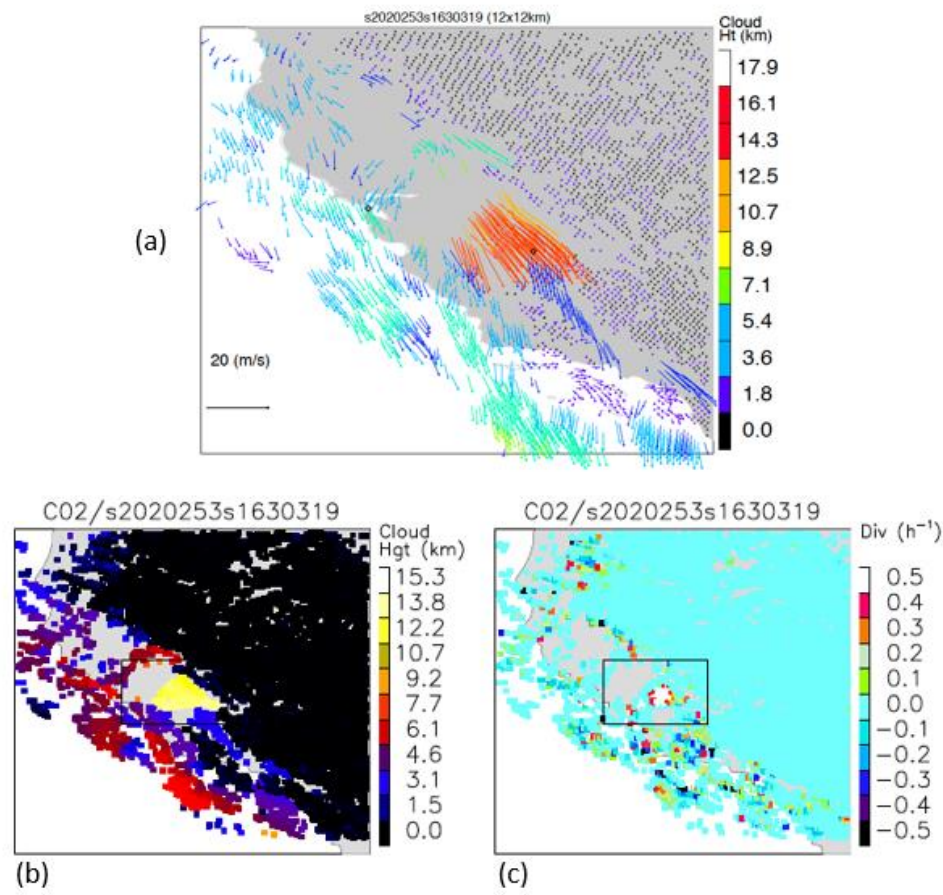 s2020253s1630319 (12x12km)
Cloud
Ht (km)
17.9
16.1
14.3
12.5
10.7
8.9
7.1
5.4
3.6
1.8
0.0
(a)
20 (m/s)
CO2/s2020253s1630319
Cloud
Hgt (km)
15.3
13.8
12.2
10.7
9.2
7.7
6.1
4.6
3.1
1.5
0.0
(b)
CO2/s2020253s1630319
Div (h⁻¹)
0.5
0.4
0.3
0.2
0.1
0.0
−0.1
−0.2
−0.3
−0.4
−0.5
(c)